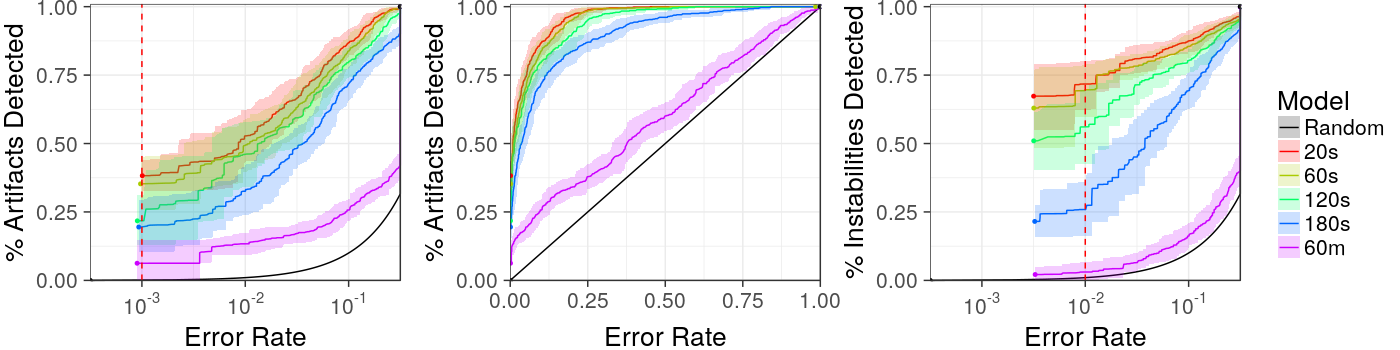 % Artifacts Detected
1.00
0.75
0.50
0.25
0.00
10-3
10-2
10-1
Error Rate
% Artifacts Detected
1.00
0.75
0.50
0.25
0.00
0.00
0.25
0.50
0.75
1.00
Error Rate
% Instabilities Detected
1.00
0.75
0.50
0.25
0.00
10-3
10-2
10-1
Error Rate
Model
Random
20s
60s
120s
180s
60m